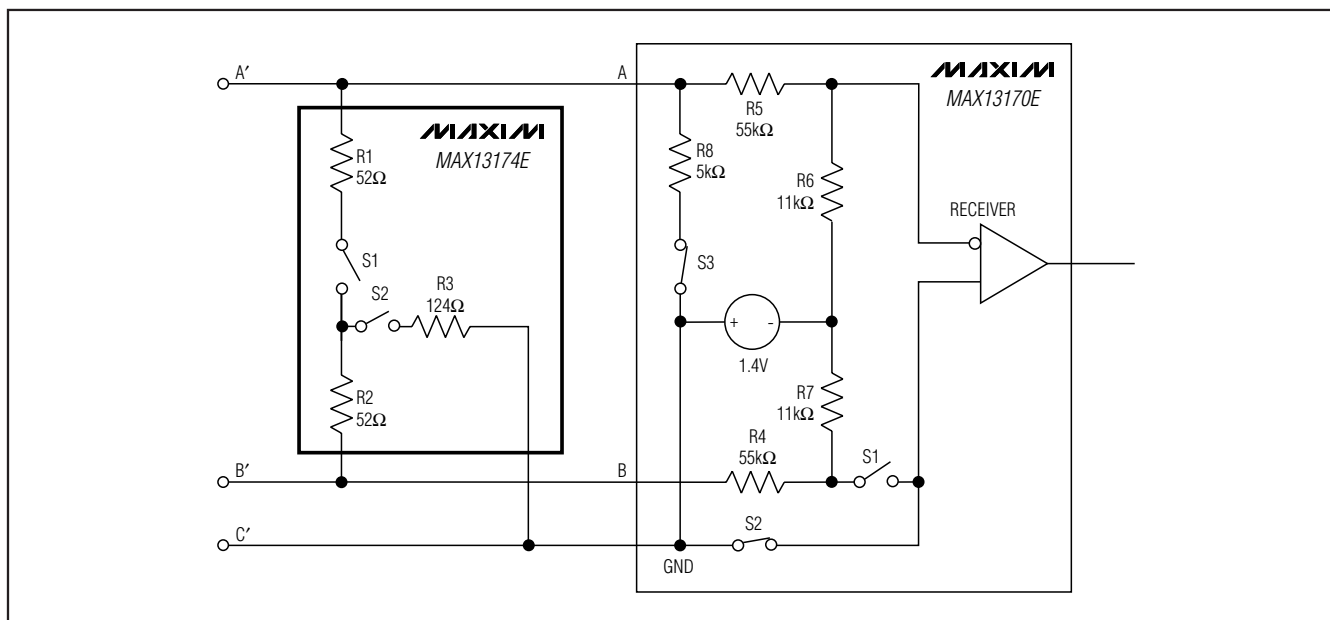 A′
A
MAXIM
MAX13170E
R5
55kΩ
MAXIM
MAX13174E
R1
52Ω
R8
5kΩ
R6
11kΩ
RECEIVER
S1
S3
S2
R3
124Ω
+ -
1.4V
R7
11kΩ
R2
52Ω
R4
55kΩ
S1
B′
B
S2
C′
GND